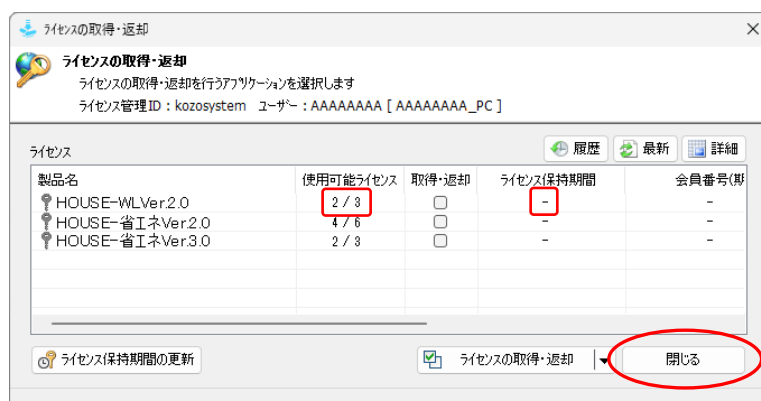 ライセンスの取得・返却
ライセンスの取得・返却
ライセンスの取得・返却を行うアプリケーションを選択します
ライセンス管理ID：kozosystem ユーザー：AAAAAAAA [ AAAAAAAA_PC ]
ライセンス 履歴 最新 詳細
製品名 使用可能ライセンス 取得・返却 ライセンス保持期間 会員番号(期
HOUSE-WLVer.2.0 2 / 3 - -
HOUSE-省エネVer.2.0 4 / 6 - -
HOUSE-省エネVer.3.0 2 / 3 - -
ライセンス保持期間の更新 ライセンスの取得・返却 閉じる